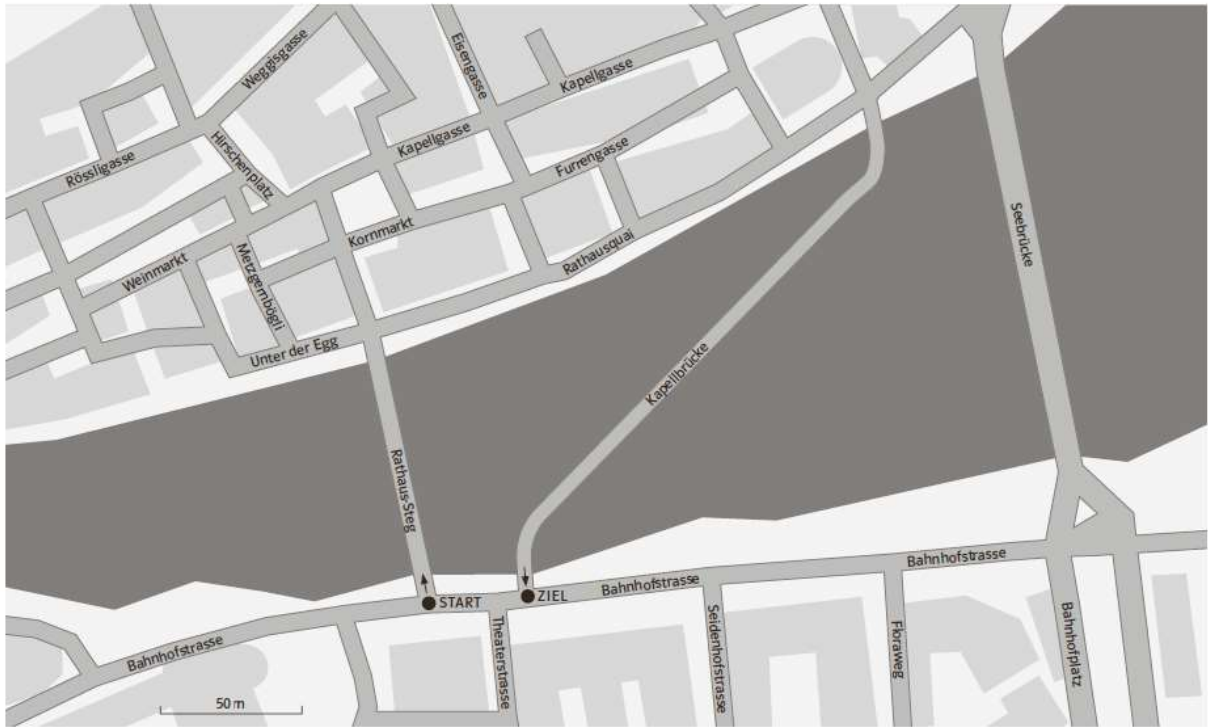 Weggisgasse
Eisengasse
Kapellgasse
Kapellgasse
Rössligasse
Hirschenplatz
Furrengasse
Kornmarkt
Rathausquai
Seebrücke
Weinmarkt
Metzgerrnbögli
Unter der Egg
Kapellbrücke
Rathaus-Steg
Bahnhofstrasse
Bahnhofstrasse
START
ZIEL
Bahnhofstrasse
Theaterstrasse
Seidenhofstrasse
Floraweg
Bahnhofplatz
50 m